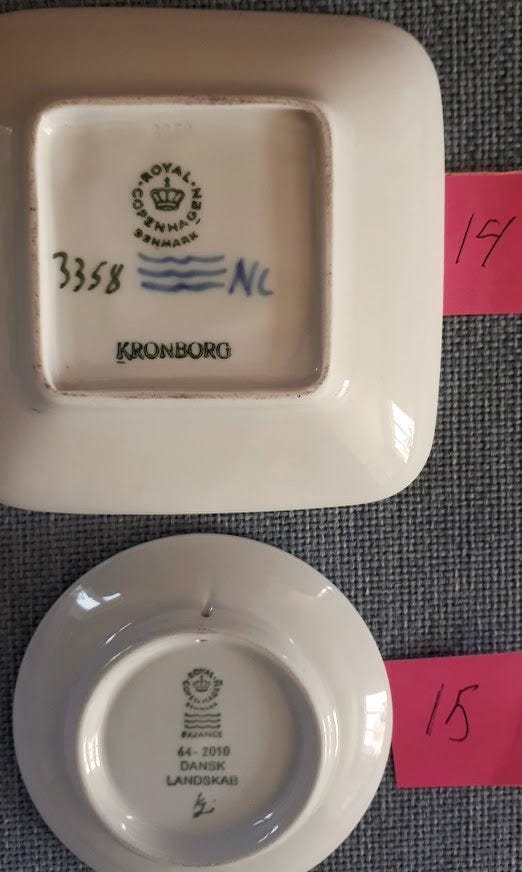 ROYAL
COPENHAGEN
DENMARK
3358 NC
KRONBORG
14
ROYAL
COPENHAGEN
DENMARK
FAJANCE
64-2010
DANSK
LANDSKAB
15